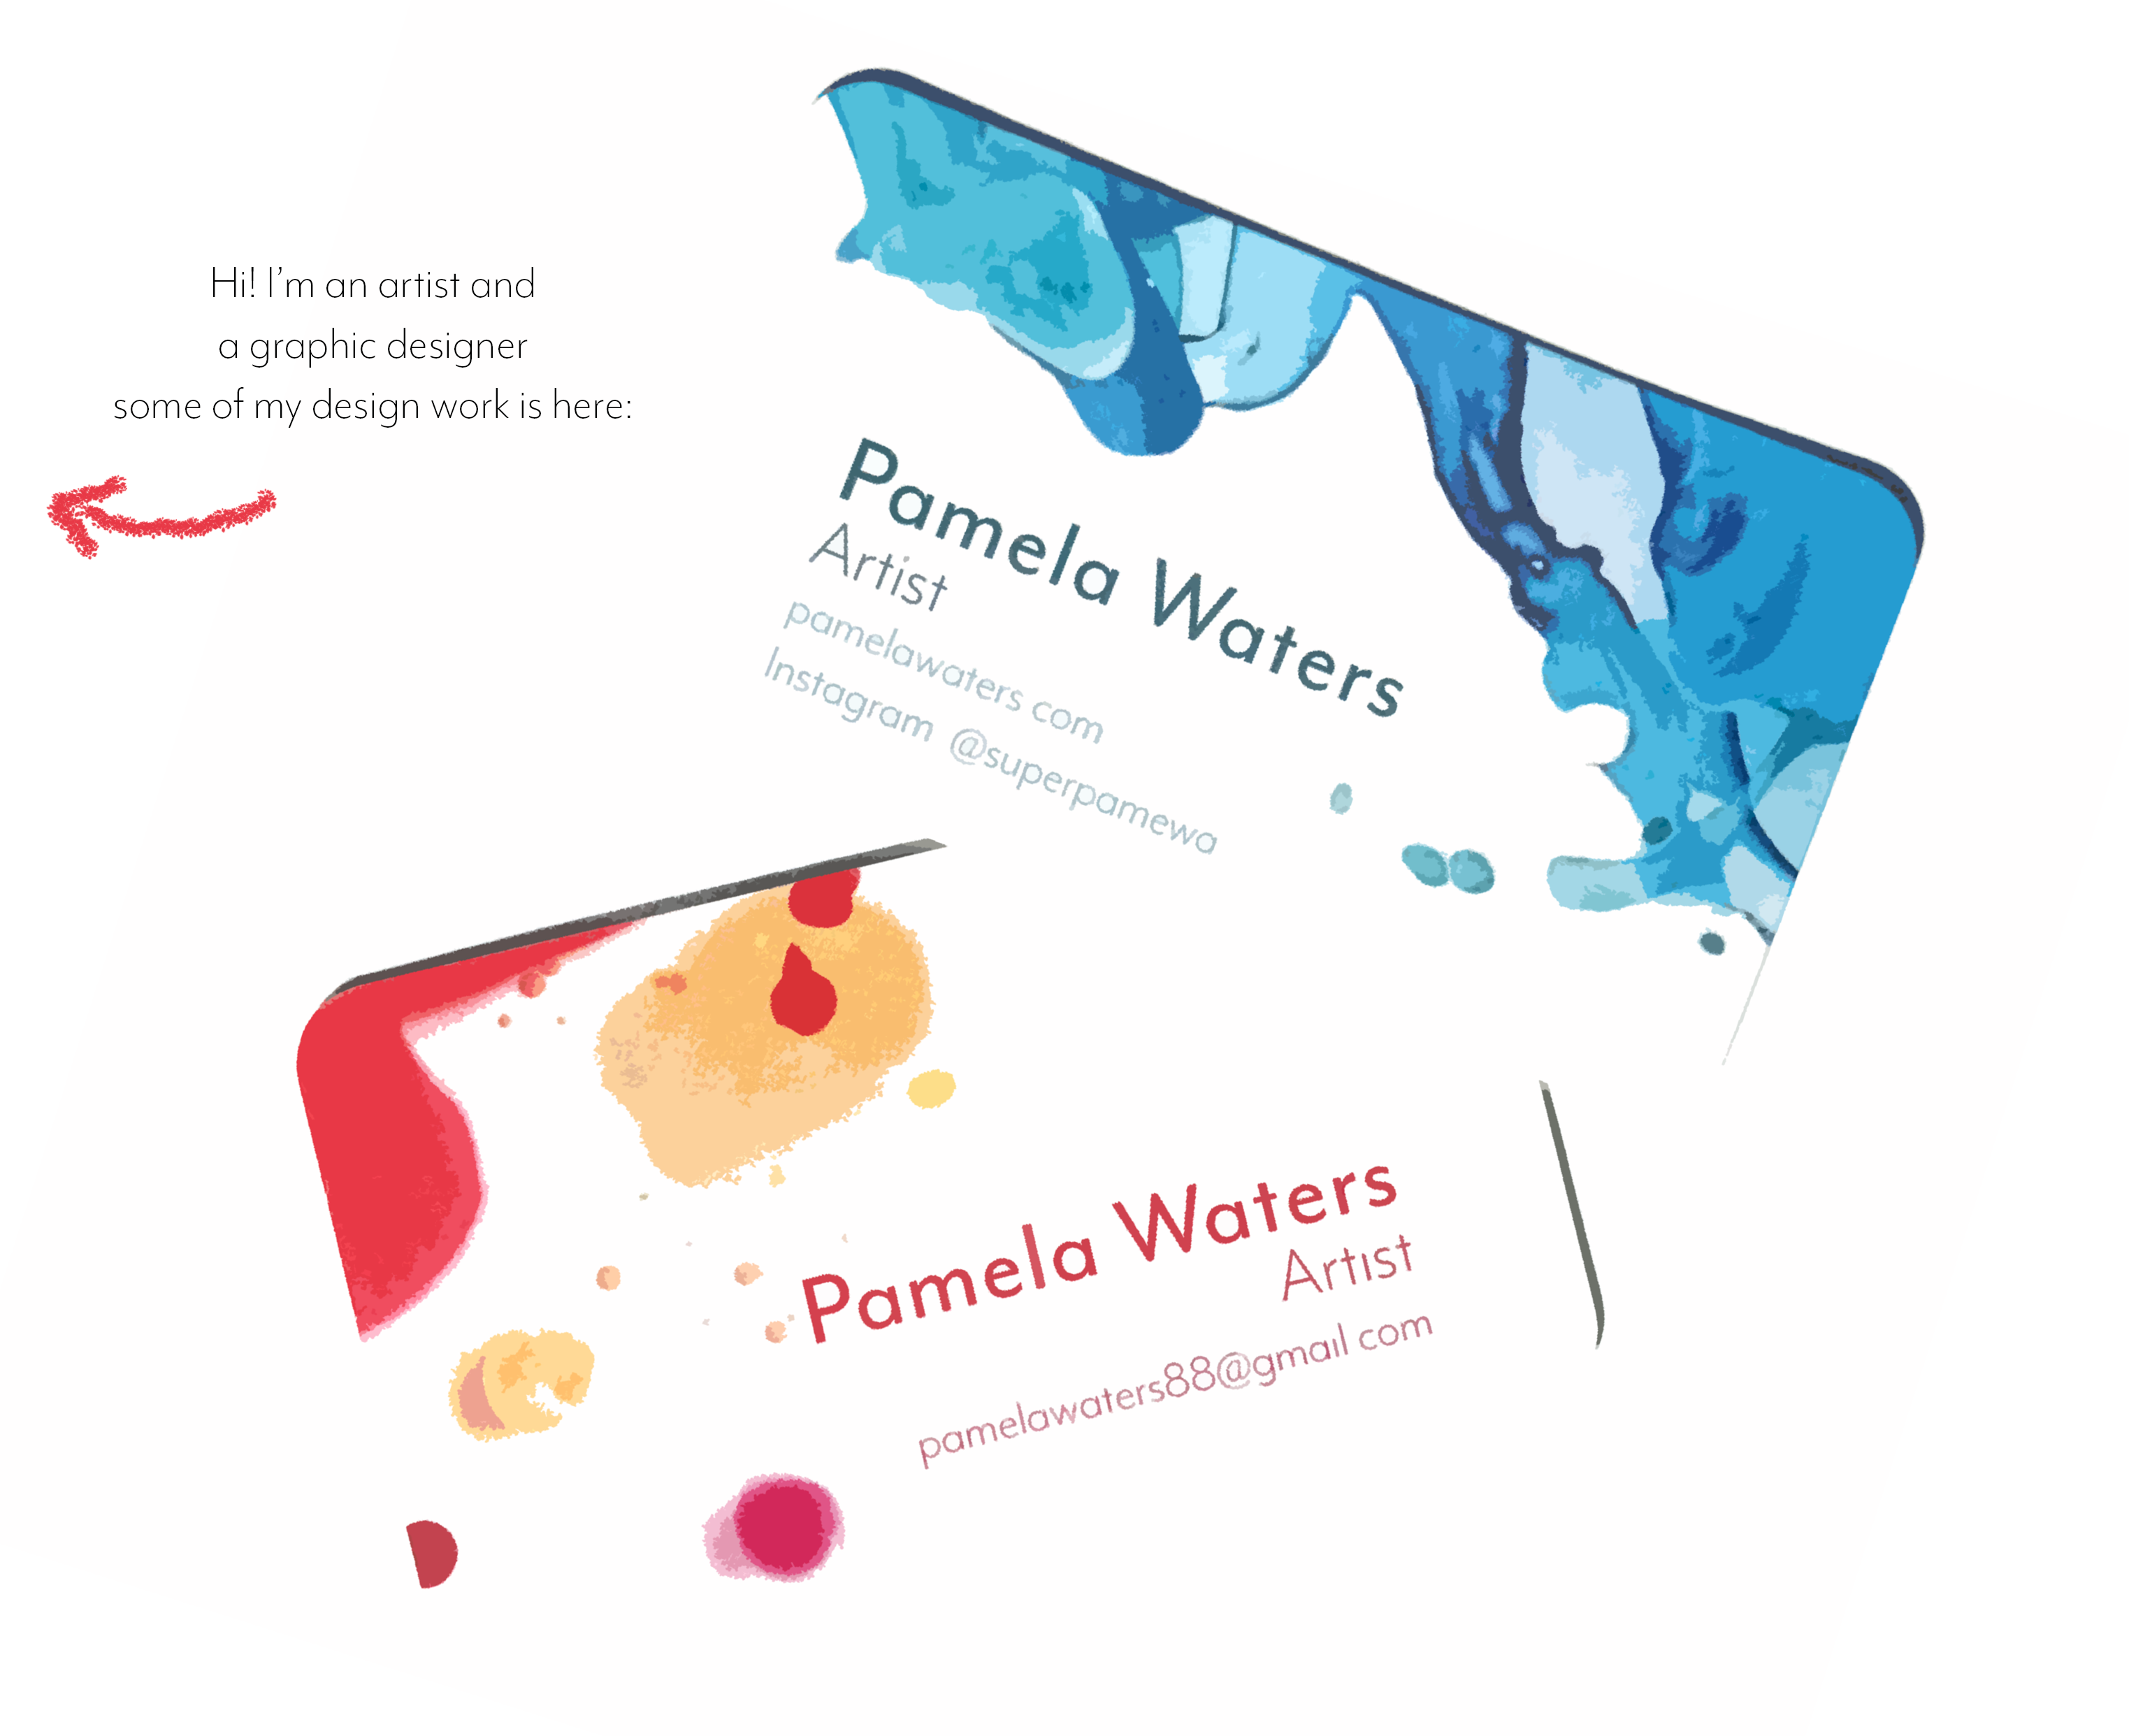 Hi! I'm an artist and
a graphic designer
some of my design work is here:
Pamela Waters
Artist
pamelawaters com
Instagram @superpamewa
Pamela Waters
Artist
pamelawaters88@gmail com